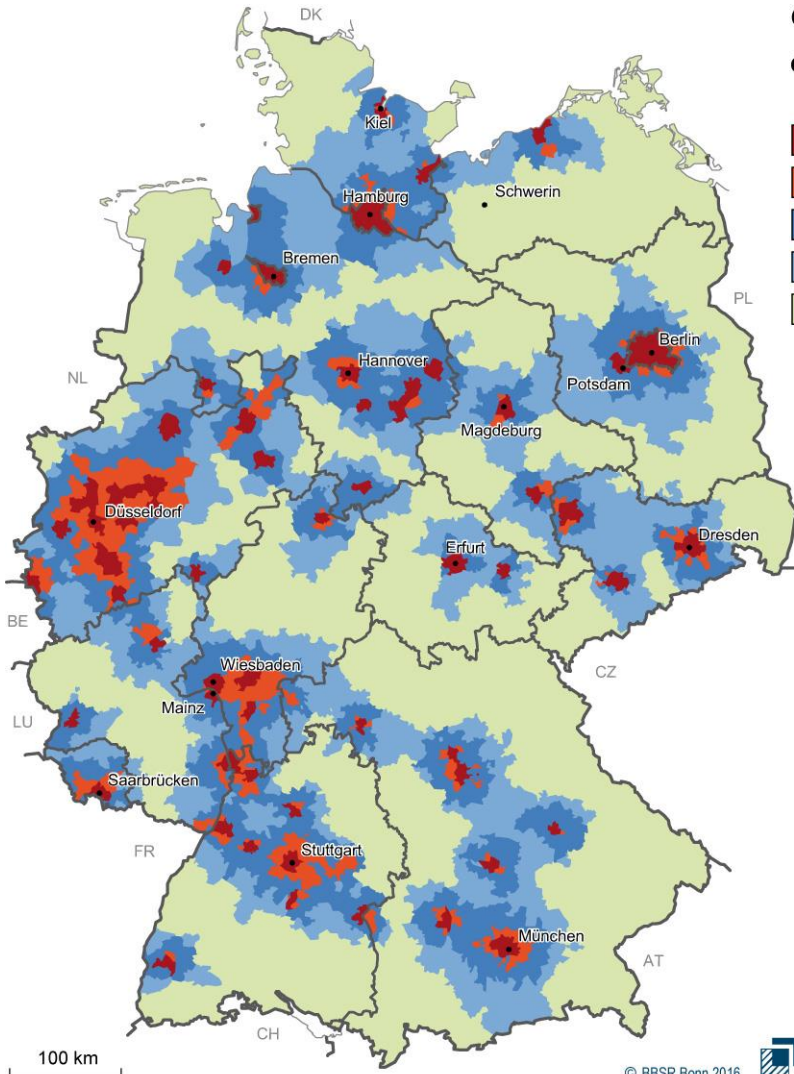 DK
Kiel
Schwerin
Hamburg
Bremen
PL
Berlin
Hannover
Potsdam
NL
Magdeburg
Düsseldorf
Dresden
Erfurt
BE
CZ
Wiesbaden
Mainz
LU
Saarbrücken
FR
Stuttgart
München
AT
CH
100 km
© BBSR Bonn 2016